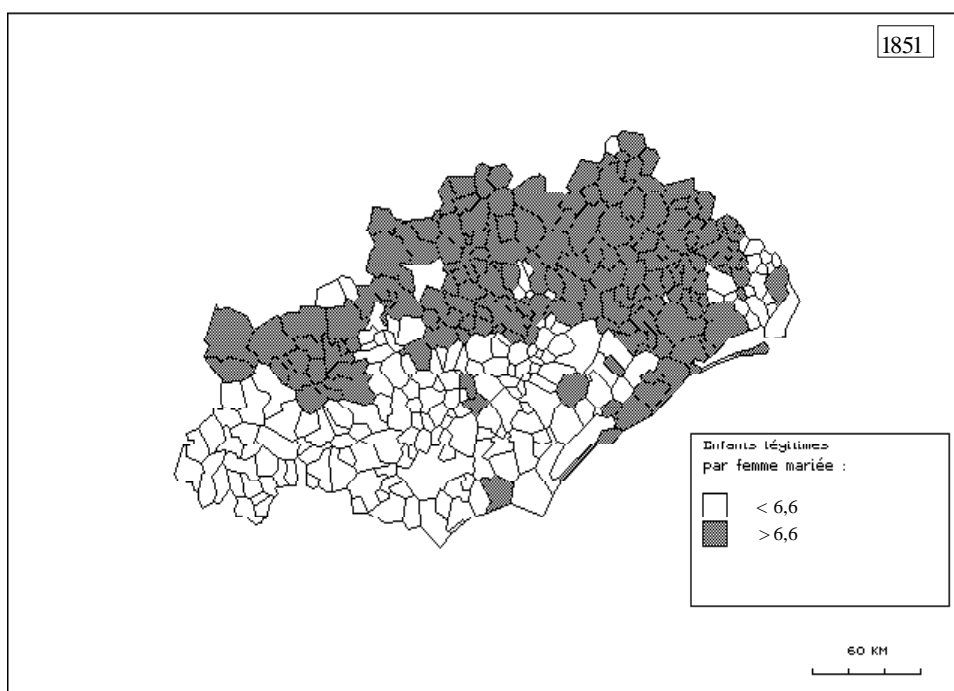 1851
Enfants légitimes
par femme mariée :
< 6,6
> 6,6
60 KM